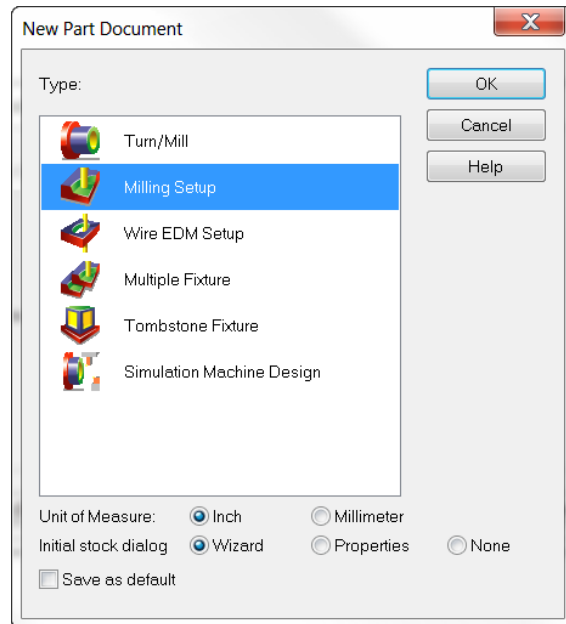 New Part Document
Type:
OK
Cancel
Help
Turn/Mill
Milling Setup
Wire EDM Setup
Multiple Fixture
Tombstone Fixture
Simulation Machine Design
Unit of Measure: Inch Millimeter
Initial stock dialog Wizard Properties None
Save as default